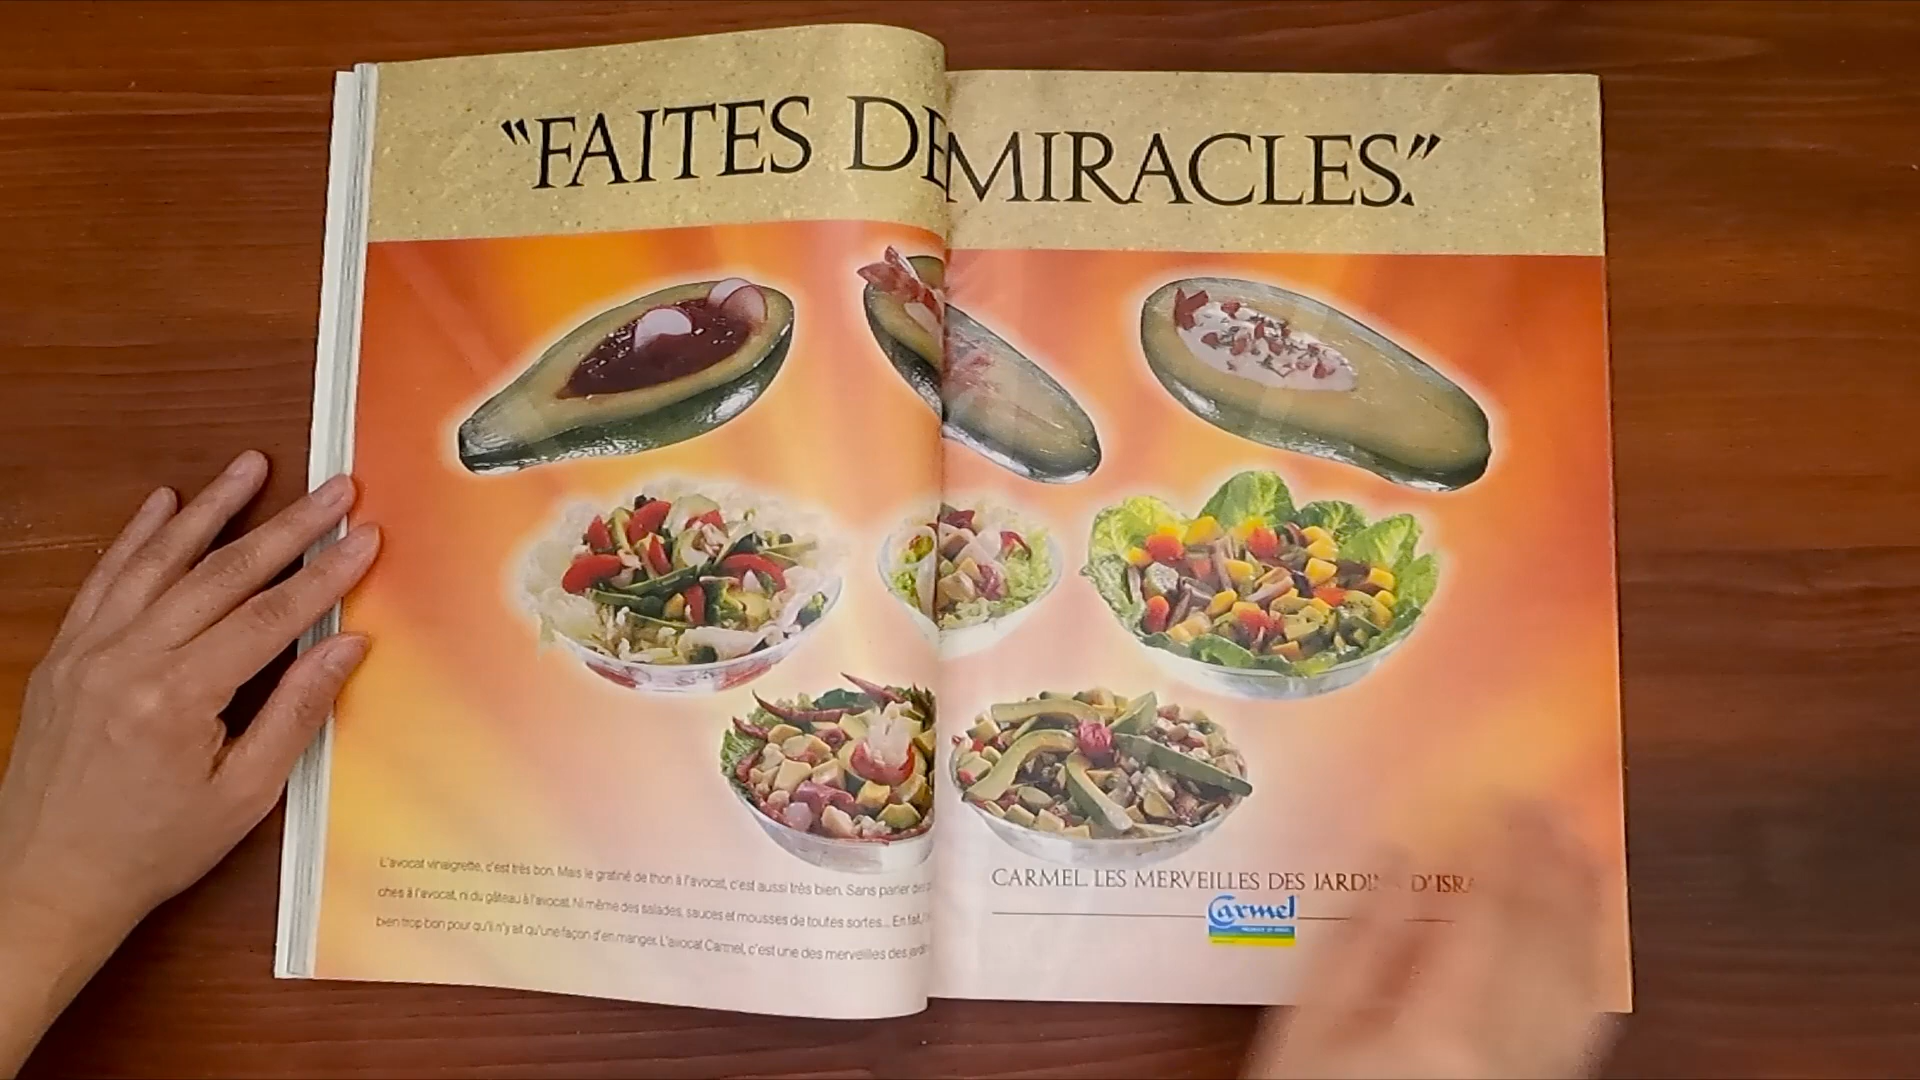 "FAITES DE MIRACLES."
L'avocat vinaigrette, c'est très bon. Mais le gratiné de thon à l'avocat, c'est aussi très bien. Sans parler des
ches à l'avocat, ni du gâteau à l'avocat. Ni même des salades, sauces et mousses de toutes sortes... En fait,
bien trop bon pour qu'il n'y ait qu'une façon d'en manger. L'avocat Carmel, c'est une des merveilles des
CARMEL. LES MERVEILLES DES JARDI D'ISRA
Carmel